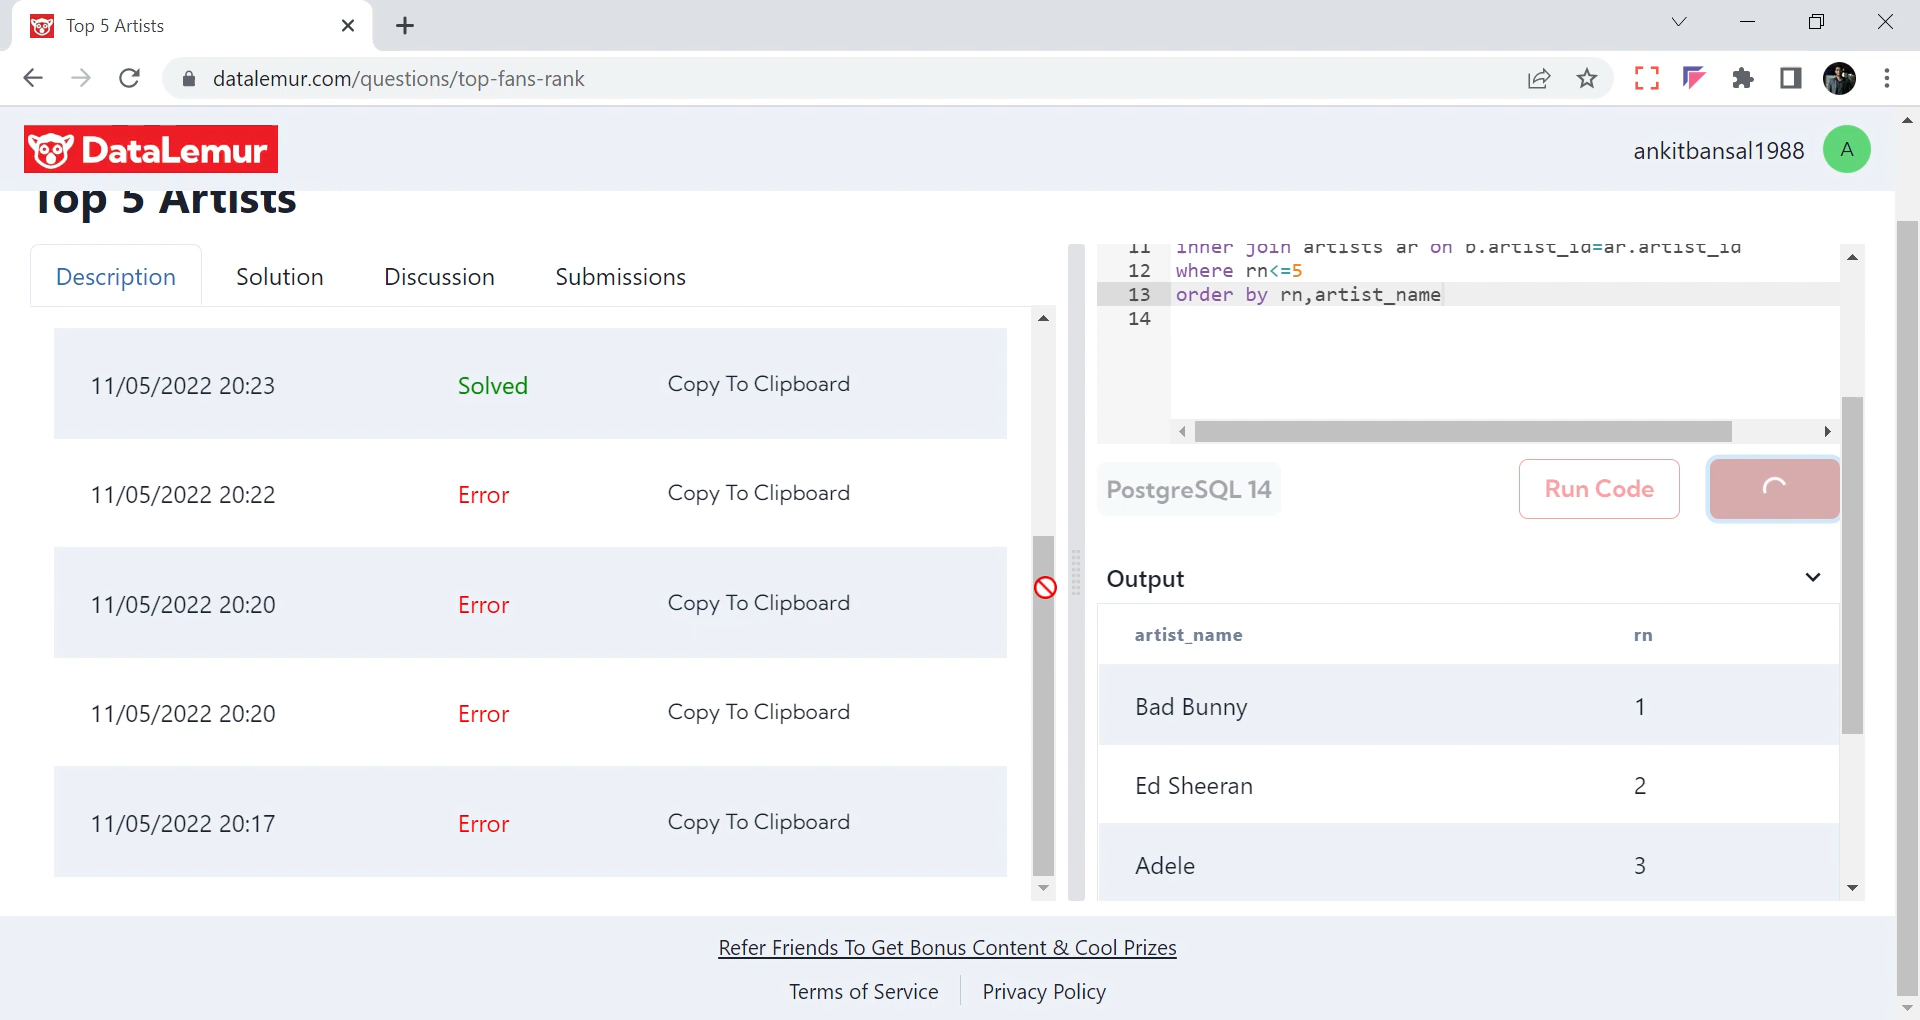 Top 5 Artists
datalemur.com/questions/top-fans-rank
DataLemur
ankitbansal1988
A
Top 5 Artists
Description
Solution
Discussion
Submissions
11/05/2022 20:23
Solved
Copy To Clipboard
11/05/2022 20:22
Error
Copy To Clipboard
11/05/2022 20:20
Error
Copy To Clipboard
11/05/2022 20:20
Error
Copy To Clipboard
11/05/2022 20:17
Error
Copy To Clipboard
11 inner join artists ar on b.artist_id=ar.artist_id
12 where rn<=5
13 order by rn,artist_name
14
PostgreSQL 14
Run Code
Output
artist_name
rn
Bad Bunny
1
Ed Sheeran
2
Adele
3
Refer Friends To Get Bonus Content & Cool Prizes
Terms of Service
Privacy Policy